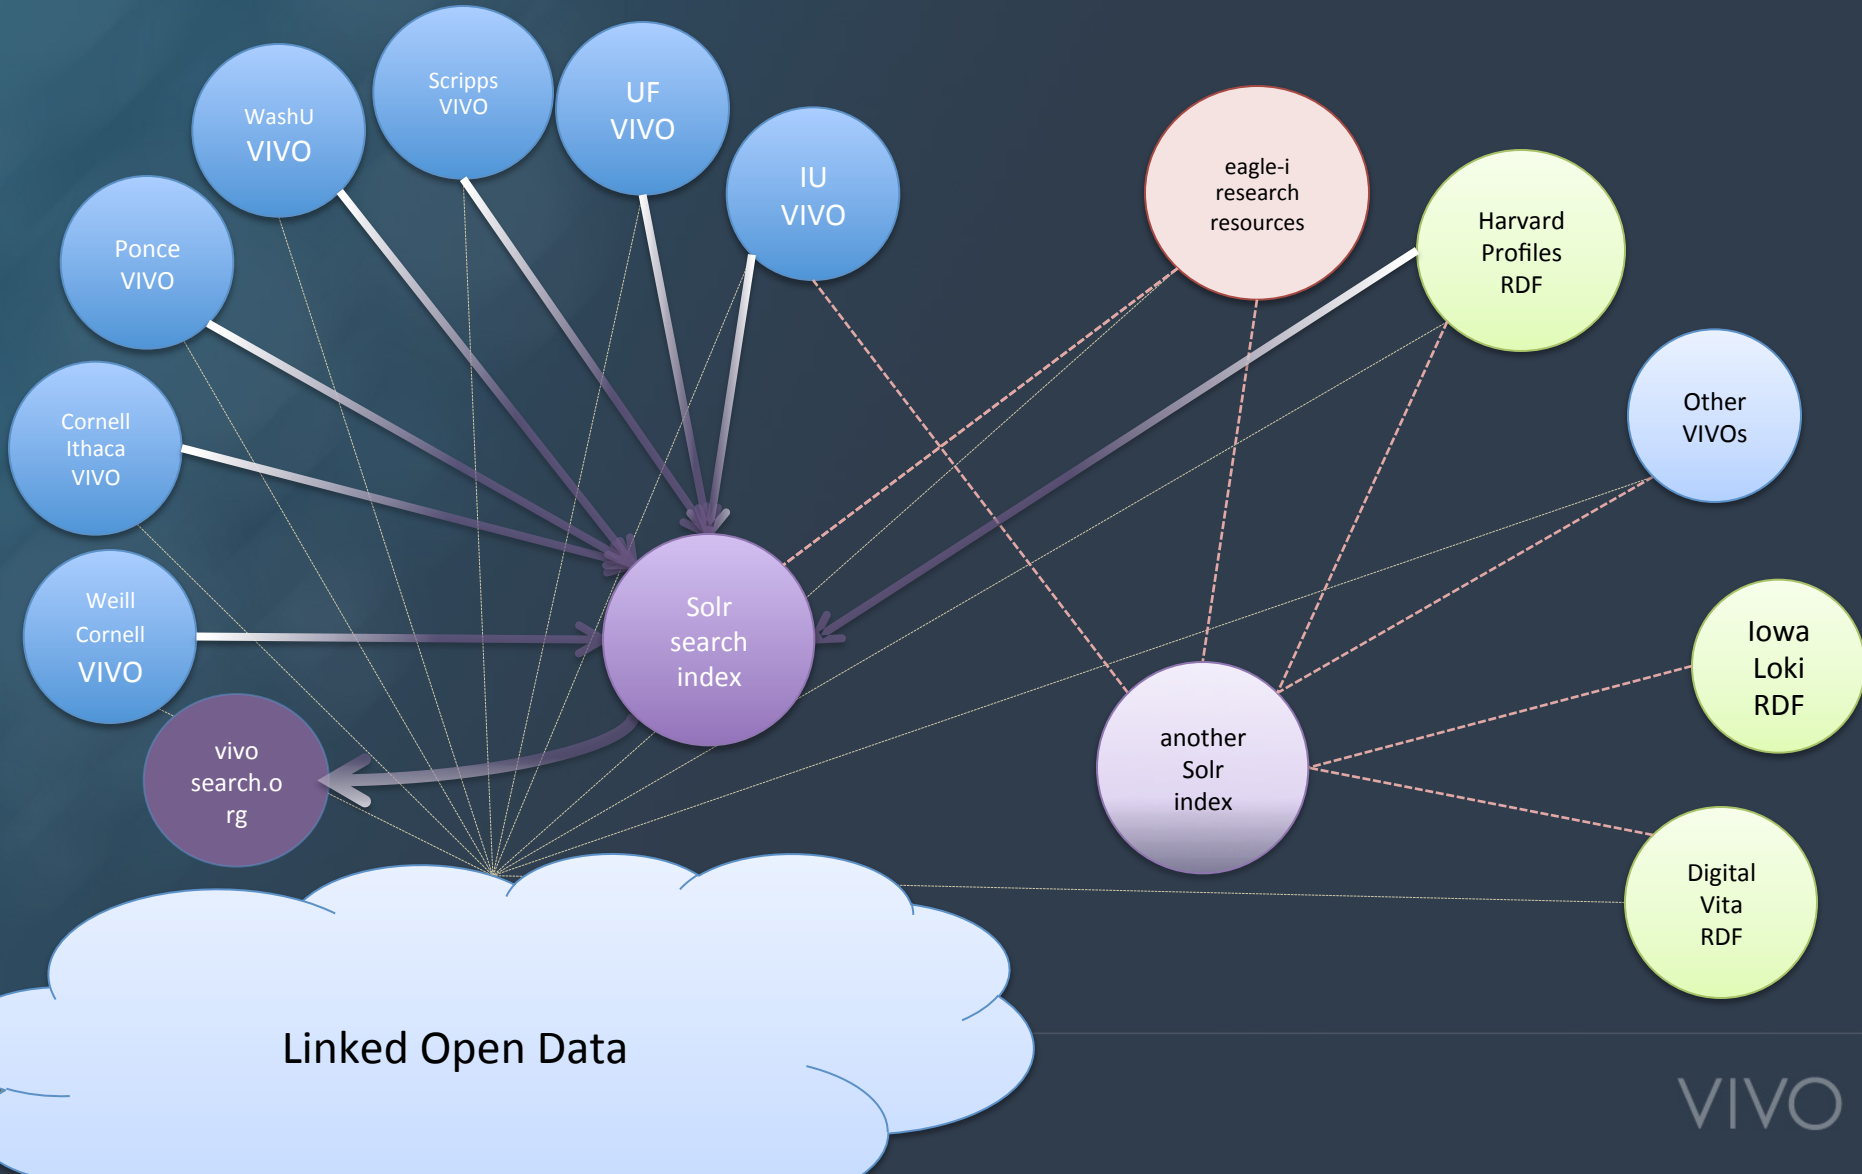 Scripps
VIVO
UF
VIVO
WashU
VIVO
IU
VIVO
eagle-i
research
resources
Harvard
Profiles
RDF
Ponce
VIVO
Other
VIVOs
Cornell
Ithaca
VIVO
Weill
Cornell
VIVO
Solr
search
index
Iowa
Loki
RDF
vivo
search.o
rg
another
Solr
index
Digital
Vita
RDF
Linked Open Data
VIVO